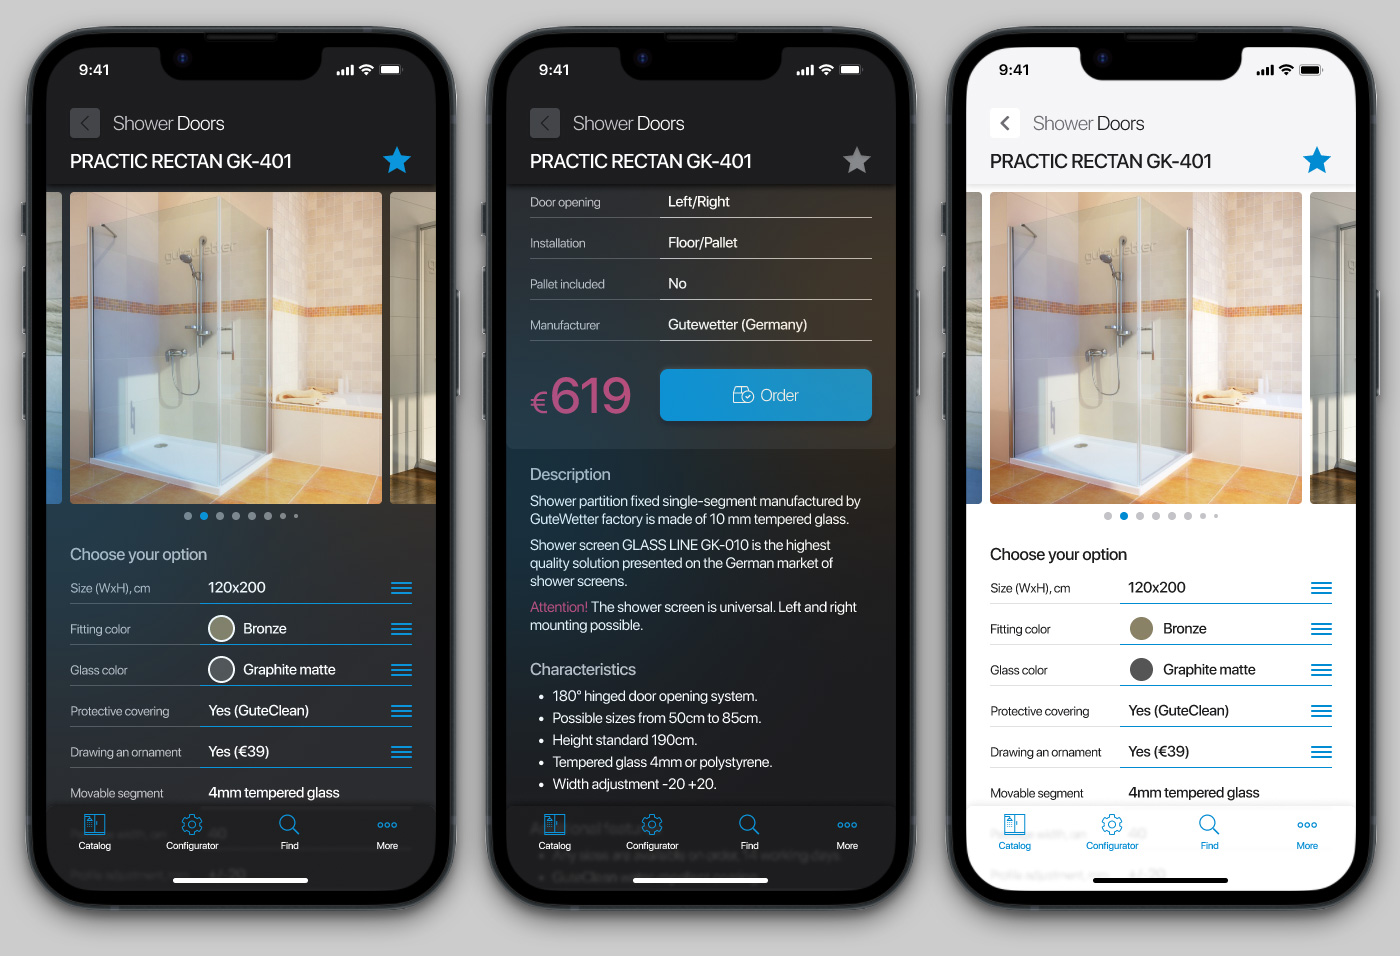 9:41
Shower Doors
PRACTIC RECTAN GK-401
gutewetter
Choose your option
Size (WxH), cm 120x200
Fitting color Bronze
Glass color Graphite matte
Protective covering Yes (GuteClean)
Drawing an ornament Yes (€39)
Movable segment 4mm tempered glass
Catalog Configurator Find More
9:41
Shower Doors
PRACTIC RECTAN GK-401
Door opening Left/Right
Installation Floor/Pallet
Pallet included No
Manufacturer Gutewetter (Germany)
€619 Order
Description
Shower partition fixed single-segment manufactured by
GuteWetter factory is made of 10 mm tempered glass.
Shower screen GLASS LINE GK-010 is the highest
quality solution presented on the German market of
shower screens.
Attention! The shower screen is universal. Left and right
mounting possible.
Characteristics
• 180° hinged door opening system.
• Possible sizes from 50cm to 85cm.
• Height standard 190cm.
• Tempered glass 4mm or polystyrene.
• Width adjustment -20 +20.
Catalog Configurator Find More
9:41
Shower Doors
PRACTIC RECTAN GK-401
gutewetter
Choose your option
Size (WxH), cm 120x200
Fitting color Bronze
Glass color Graphite matte
Protective covering Yes (GuteClean)
Drawing an ornament Yes (€39)
Movable segment 4mm tempered glass
Catalog Configurator Find More